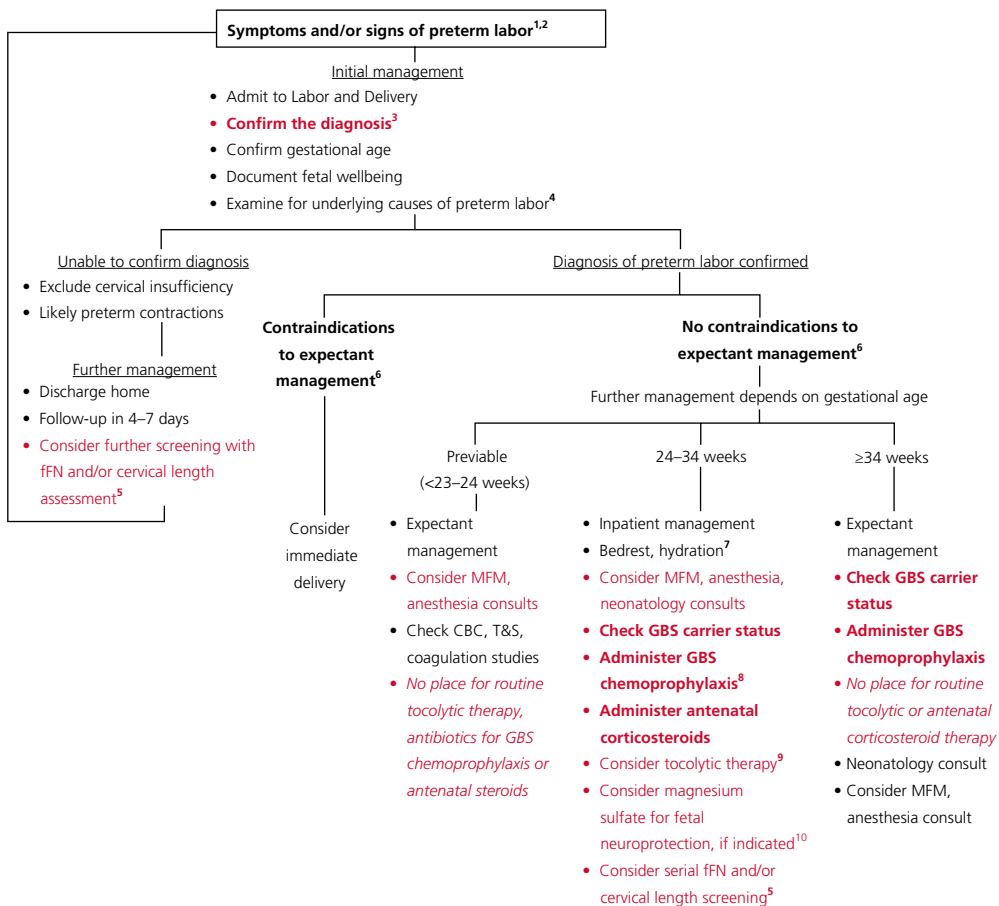 Symptoms and/or signs of preterm labor1,2
Initial management
• Admit to Labor and Delivery
• Confirm the diagnosis3
• Confirm gestational age
• Document fetal wellbeing
• Examine for underlying causes of preterm labor4
Unable to confirm diagnosis
• Exclude cervical insufficiency
• Likely preterm contractions
Further management
• Discharge home
• Follow-up in 4–7 days
• Consider further screening with
fFN and/or cervical length
assessment5
Diagnosis of preterm labor confirmed
Contraindications
to expectant
management6
Consider
immediate
delivery
No contraindications to
expectant management6
Further management depends on gestational age
Previable
(<23–24 weeks)
• Expectant
management
• Consider MFM,
anesthesia consults
• Check CBC, T&S,
coagulation studies
• No place for routine
tocolytic therapy,
antibiotics for GBS
chemoprophylaxis or
antenatal steroids
24–34 weeks
• Inpatient management
• Bedrest, hydration7
• Consider MFM, anesthesia,
neonatology consults
• Check GBS carrier status
• Administer GBS
chemoprophylaxis8
• Administer antenatal
corticosteroids
• Consider tocolytic therapy9
• Consider magnesium
sulfate for fetal
neuroprotection, if indicated10
• Consider serial fFN and/or
cervical length screening5
≥34 weeks
• Expectant
management
• Check GBS carrier
status
• Administer GBS
chemoprophylaxis
• No place for routine
tocolytic or antenatal
corticosteroid therapy
• Neonatology consult
• Consider MFM,
anesthesia consult